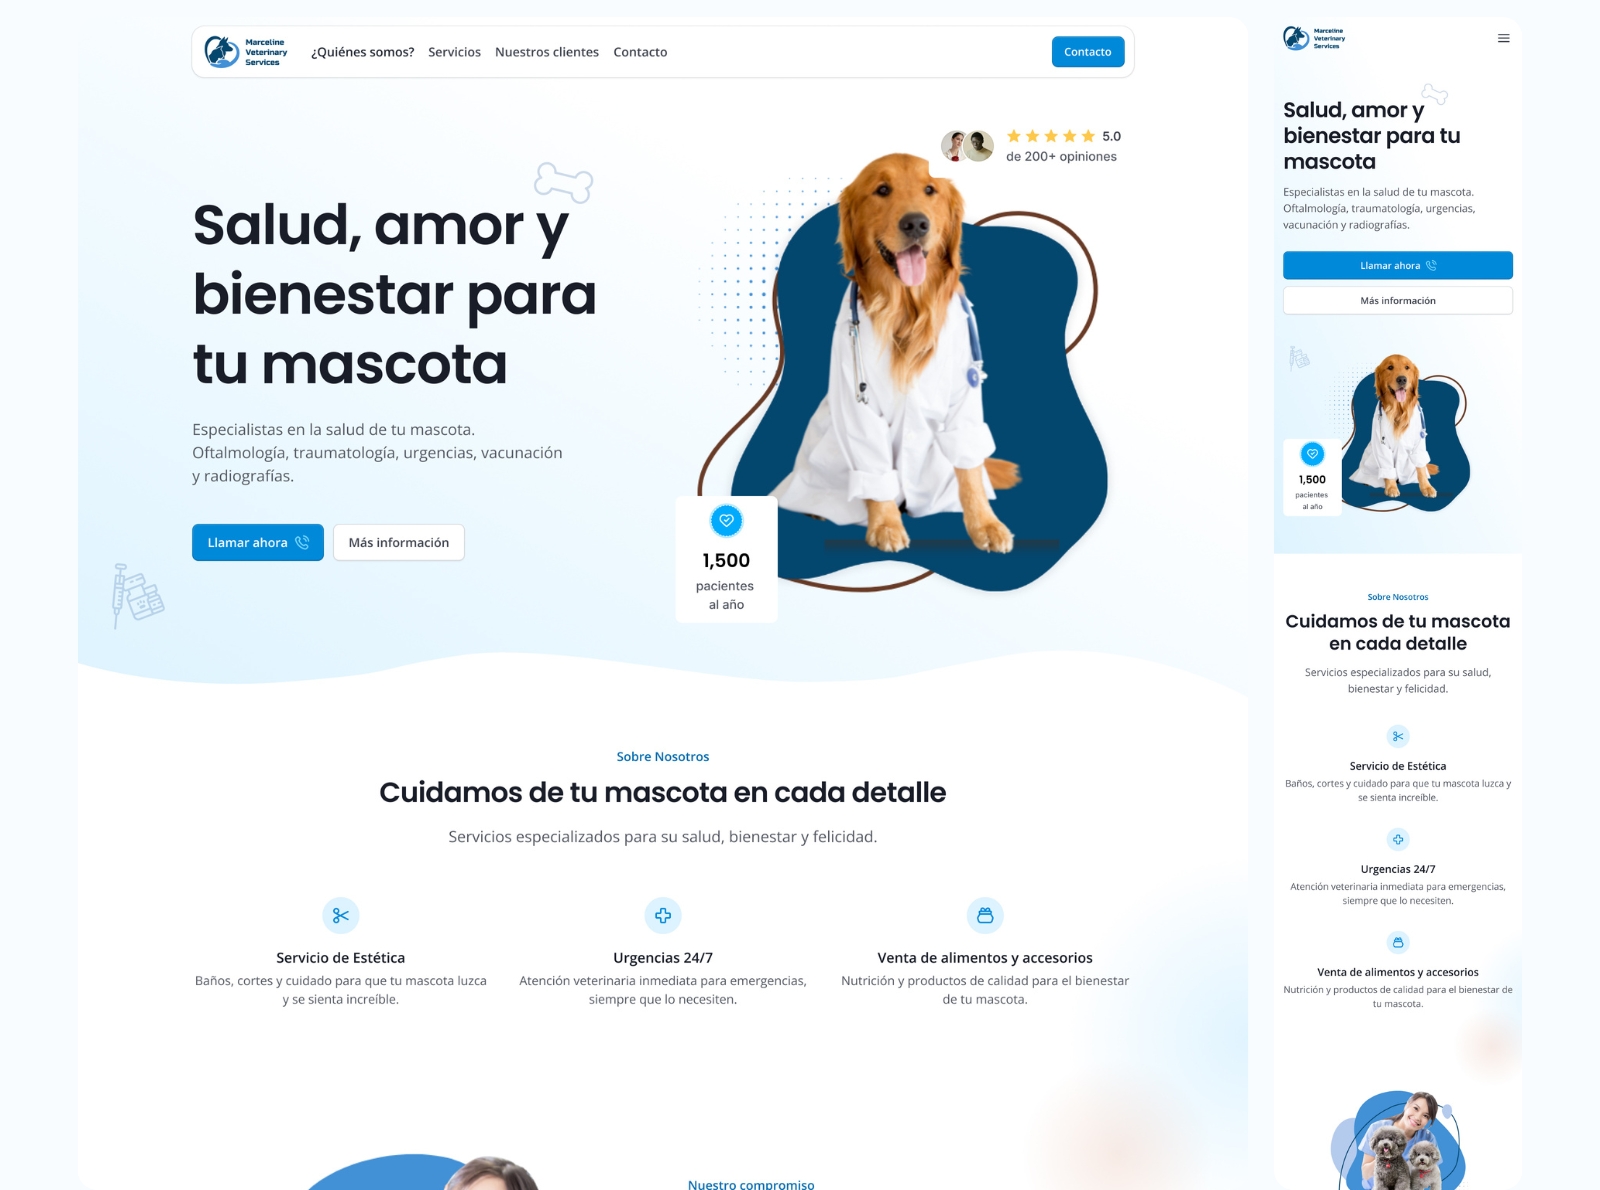 Marceline
Veterinary
Services
¿Quiénes somos? Servicios Nuestros clientes Contacto
Contacto
5.0
de 200+ opiniones
Salud, amor y
bienestar para
tu mascota
Especialistas en la salud de tu mascota.
Oftalmología, traumatología, urgencias, vacunación
y radiografías.
Llamar ahora
Más información
1,500
pacientes
al año
Sobre Nosotros
Cuidamos de tu mascota en cada detalle
Servicios especializados para su salud, bienestar y felicidad.
Servicio de Estética
Baños, cortes y cuidado para que tu mascota luzca
y se sienta increíble.
Urgencias 24/7
Atención veterinaria inmediata para emergencias,
siempre que lo necesiten.
Venta de alimentos y accesorios
Nutrición y productos de calidad para el bienestar
de tu mascota.
Nuestro compromiso
Marceline
Veterinary
Services
Salud, amor y
bienestar para tu
mascota
Especialistas en la salud de tu mascota.
Oftalmología, traumatología, urgencias,
vacunación y radiografías.
Llamar ahora
Más información
1,500
pacientes
al año
Sobre Nosotros
Cuidamos de tu mascota
en cada detalle
Servicios especializados para su salud,
bienestar y felicidad.
Servicio de Estética
Baños, cortes y cuidado para que tu mascota luzca y
se sienta increíble.
Urgencias 24/7
Atención veterinaria inmediata para emergencias,
siempre que lo necesiten.
Venta de alimentos y accesorios
Nutrición y productos de calidad para el bienestar de
tu mascota.